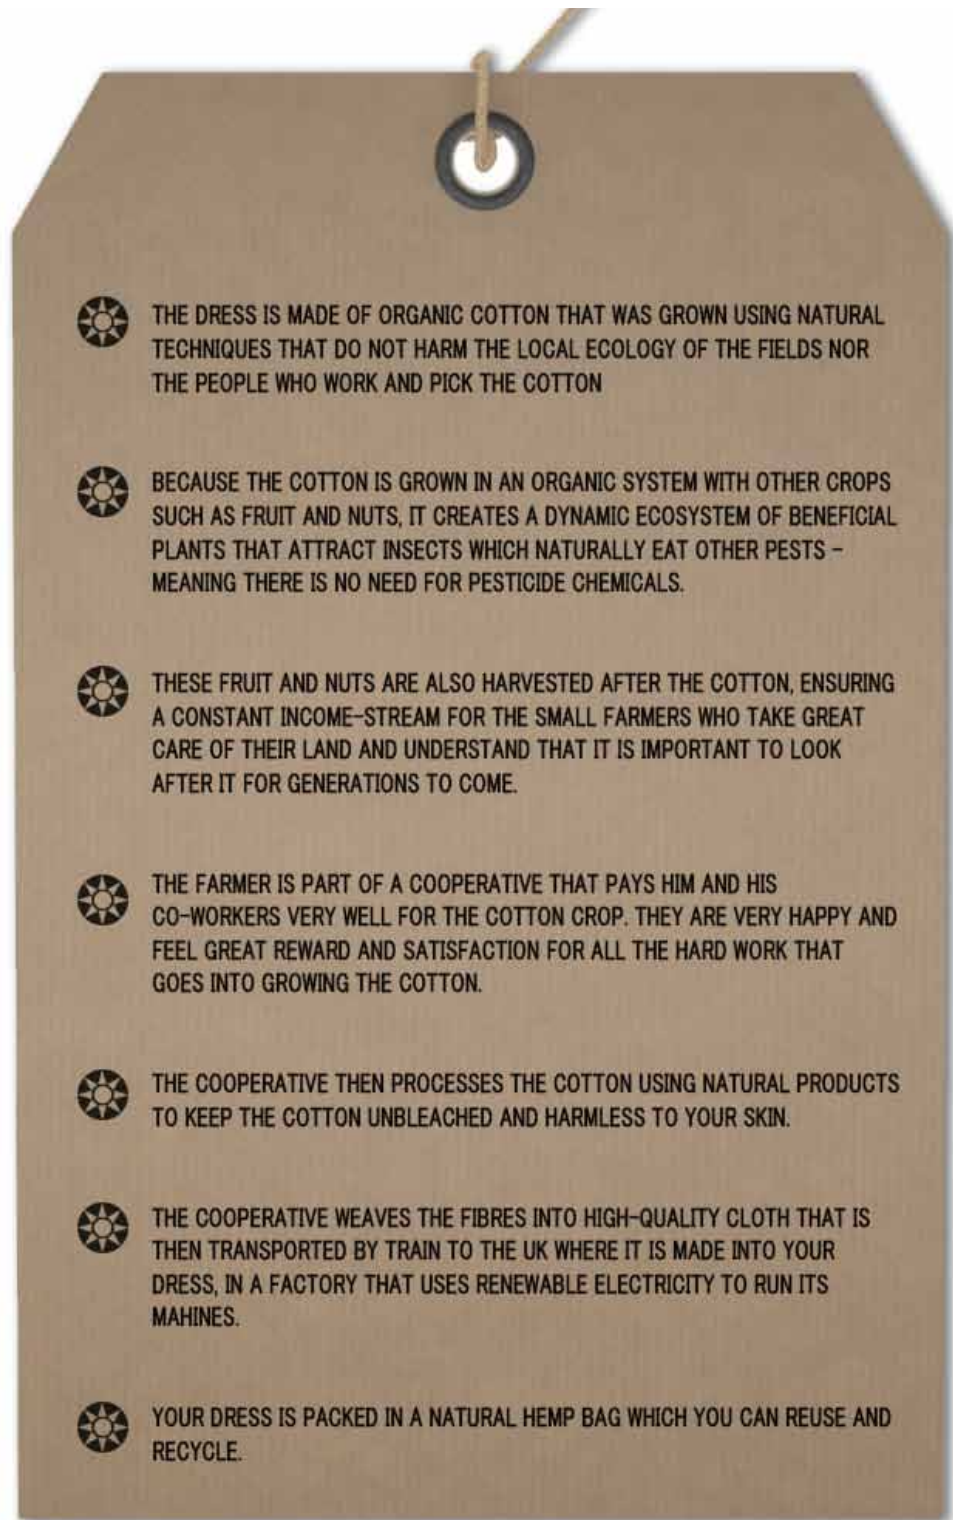 THE DRESS IS MADE OF ORGANIC COTTON THAT WAS GROWN USING NATURAL
TECHNIQUES THAT DO NOT HARM THE LOCAL ECOLOGY OF THE FIELDS NOR
THE PEOPLE WHO WORK AND PICK THE COTTON
BECAUSE THE COTTON IS GROWN IN AN ORGANIC SYSTEM WITH OTHER CROPS
SUCH AS FRUIT AND NUTS, IT CREATES A DYNAMIC ECOSYSTEM OF BENEFICIAL
PLANTS THAT ATTRACT INSECTS WHICH NATURALLY EAT OTHER PESTS –
MEANING THERE IS NO NEED FOR PESTICIDE CHEMICALS.
THESE FRUIT AND NUTS ARE ALSO HARVESTED AFTER THE COTTON, ENSURING
A CONSTANT INCOME-STREAM FOR THE SMALL FARMERS WHO TAKE GREAT
CARE OF THEIR LAND AND UNDERSTAND THAT IT IS IMPORTANT TO LOOK
AFTER IT FOR GENERATIONS TO COME.
THE FARMER IS PART OF A COOPERATIVE THAT PAYS HIM AND HIS
CO-WORKERS VERY WELL FOR THE COTTON CROP. THEY ARE VERY HAPPY AND
FEEL GREAT REWARD AND SATISFACTION FOR ALL THE HARD WORK THAT
GOES INTO GROWING THE COTTON.
THE COOPERATIVE THEN PROCESSES THE COTTON USING NATURAL PRODUCTS
TO KEEP THE COTTON UNBLEACHED AND HARMLESS TO YOUR SKIN.
THE COOPERATIVE WEAVES THE FIBRES INTO HIGH-QUALITY CLOTH THAT IS
THEN TRANSPORTED BY TRAIN TO THE UK WHERE IT IS MADE INTO YOUR
DRESS, IN A FACTORY THAT USES RENEWABLE ELECTRICITY TO RUN ITS
MAHINES.
YOUR DRESS IS PACKED IN A NATURAL HEMP BAG WHICH YOU CAN REUSE AND
RECYCLE.